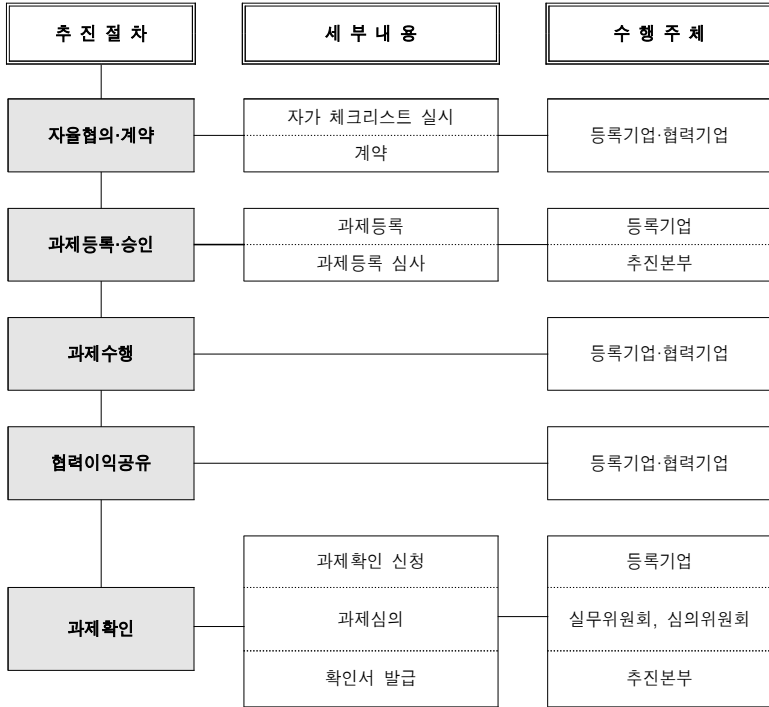 추 진 절 차
세 부 내 용
수 행 주 체
자율협의·계약
자가 체크리스트 실시
계약
등록기업·협력기업
과제등록·승인
과제등록
과제등록 심사
등록기업
추진본부
과제수행
등록기업·협력기업
협력이익공유
등록기업·협력기업
과제확인
과제확인 신청
과제심의
확인서 발급
등록기업
실무위원회, 심의위원회
추진본부